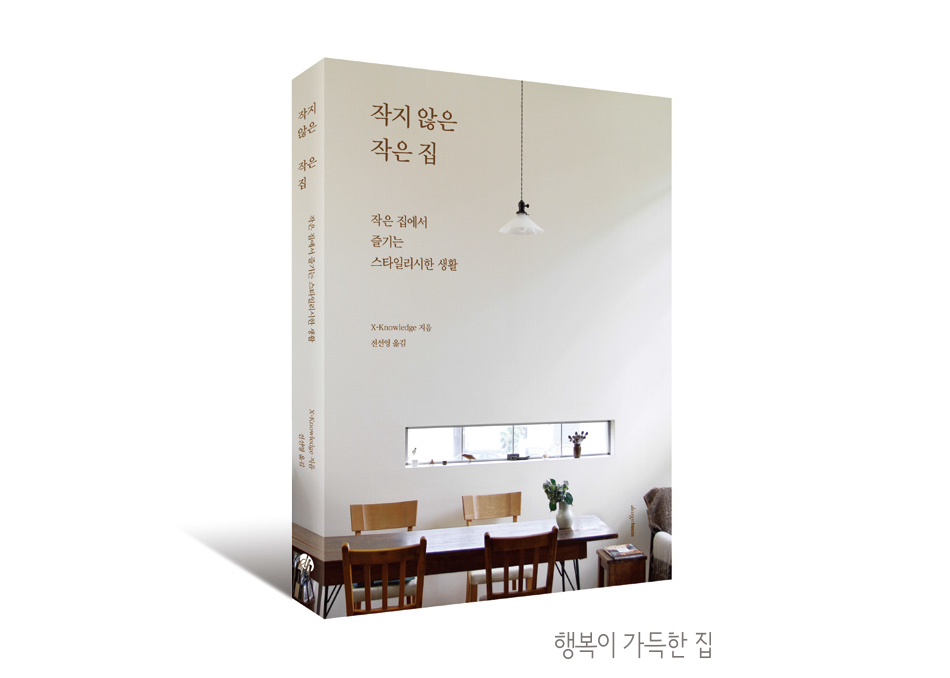 작지 않은
작은 집
작은 집에서
즐기는
스타일리시한 생활
X-Knowledge 지음
전선영 옮김
작지
않은
작은
집
작은 집에서 즐기는 스타일리시한 생활
X-Knowledge 지음
전선영 옮김
행복이 가득한 집